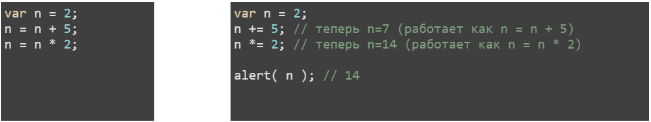 var n = 2;
n = n + 5;
n = n * 2;
var n = 2;
n += 5; // теперь n=7 (работает как n = n + 5)
n *= 2; // теперь n=14 (работает как n = n * 2)
alert( n ); // 14